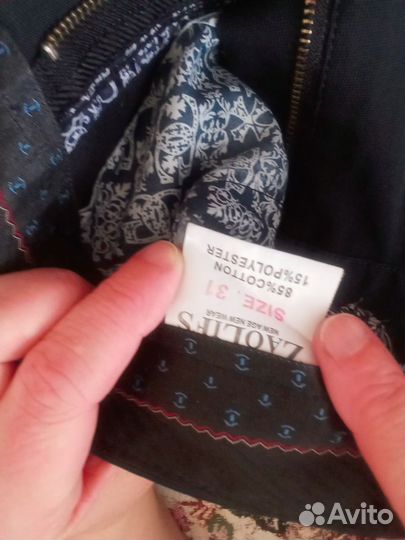 ZAOLIFS
NEW AGE NEW WEAR
SIZE. 31
85%COTTON
15%POLYESTER
Avito